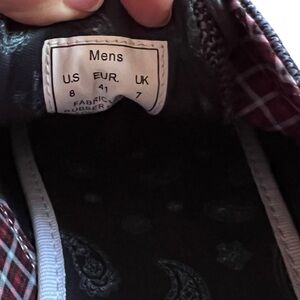 Mens
U.S EUR. UK
8 41 7
FABRIC
RUBBER